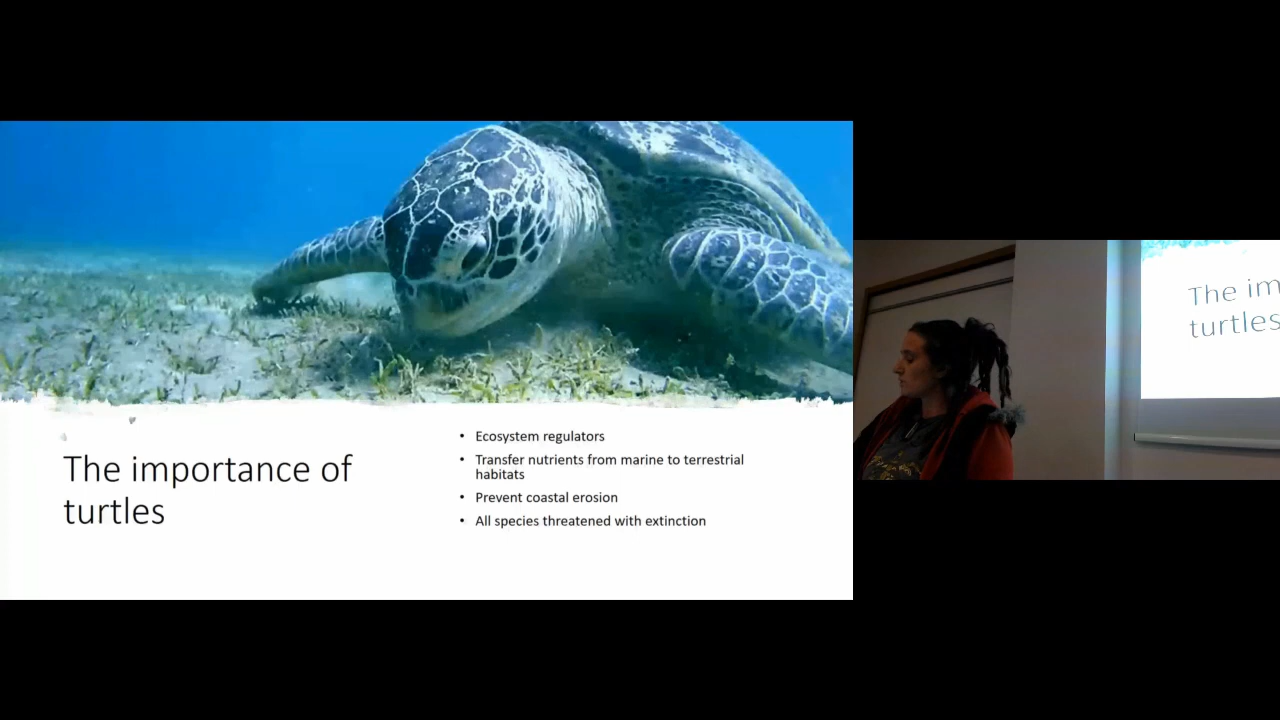 The importance of
turtles
• Ecosystem regulators
• Transfer nutrients from marine to terrestrial
habitats
• Prevent coastal erosion
• All species threatened with extinction
The im
turtles